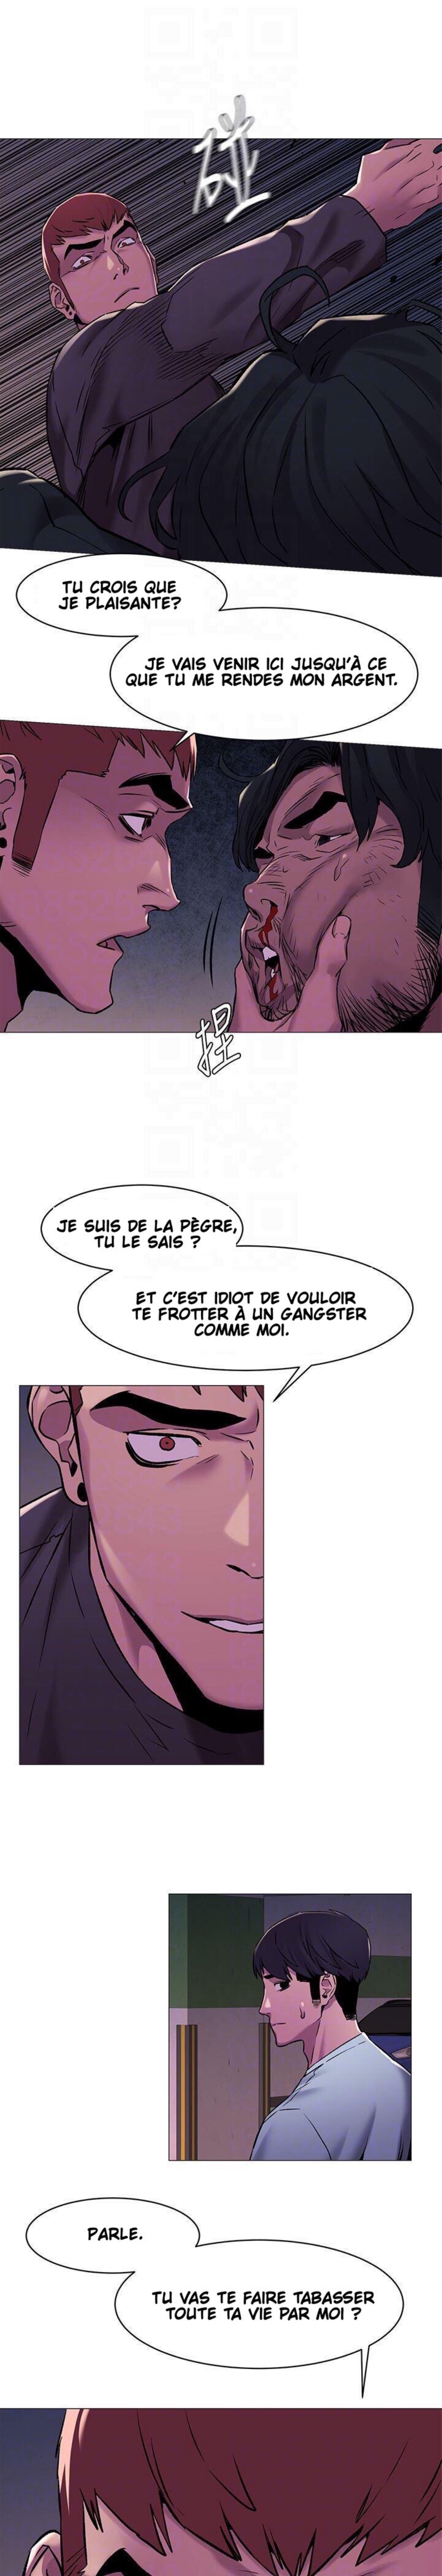 碰
TU CROIS QUE
JE PLAISANTE?
JE VAIS VENIR ICI JUSQU'À CE
QUE TU ME RENDES MON ARGENT.
捏
JE SUIS DE LA PÈGRE,
TU LE SAIS ?
ET C'EST IDIOT DE VOULOIR
TE FROTTER À UN GANGSTER
COMME MOI.
PARLE.
TU VAS TE FAIRE TABASSER
TOUTE TA VIE PAR MOI ?